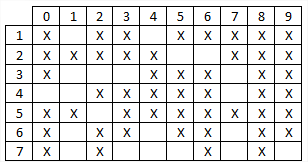 0 1 2 3 4 5 6 7 8 9
1 X X X X X X X X
2 X X X X X X X X
3 X X X X X X
4 X X X X X X X
5 X X X X X X X X X
6 X X X X X X X
7 X X X X